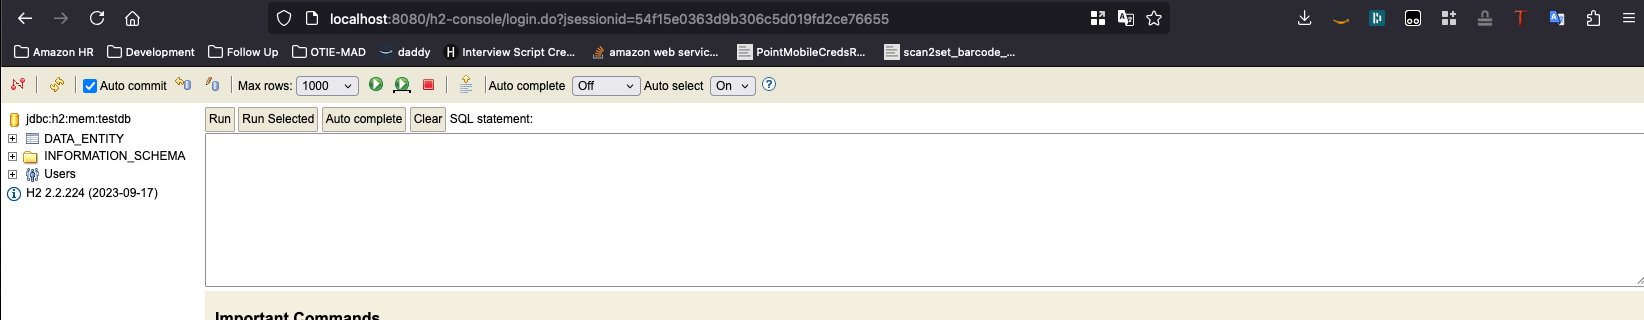 localhost:8080/h2-console/login.do?jsessionid=54f15e0363d9b306c5d019fd2ce76655
Amazon HR Development Follow Up OTIE-MAD daddy H Interview Script Cre... amazon web servic... PointMobileCredsR... scan2set_barcode_...
Auto commit Max rows: 1000 Auto complete Off Auto select On ?
jdbc:h2:mem:testdb
DATA_ENTITY
INFORMATION_SCHEMA
Users
H2 2.2.224 (2023-09-17)
Run Run Selected Auto complete Clear SQL statement:
Important Commands